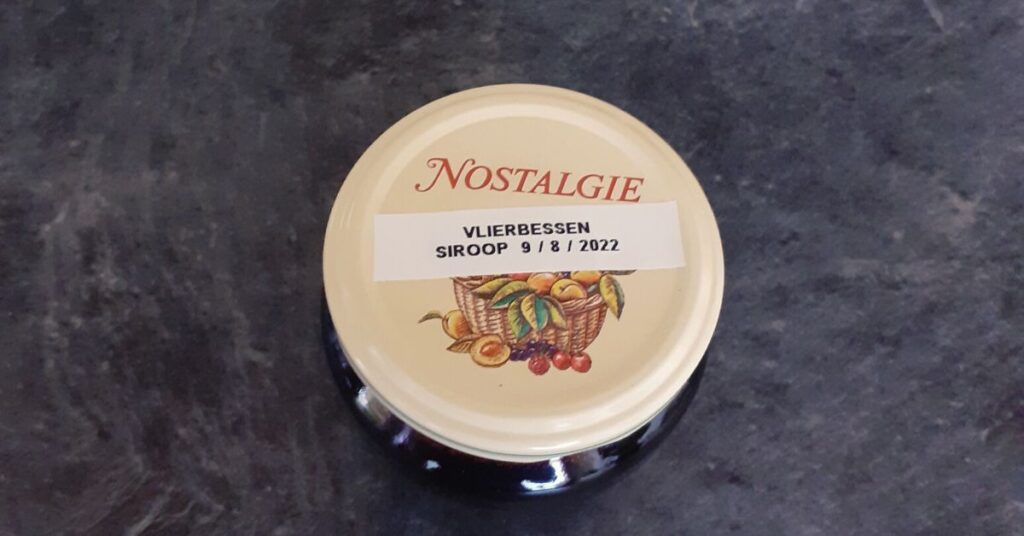 NOSTALGIE
VLIERBESSEN
SIROOP 9 / 8 / 2022